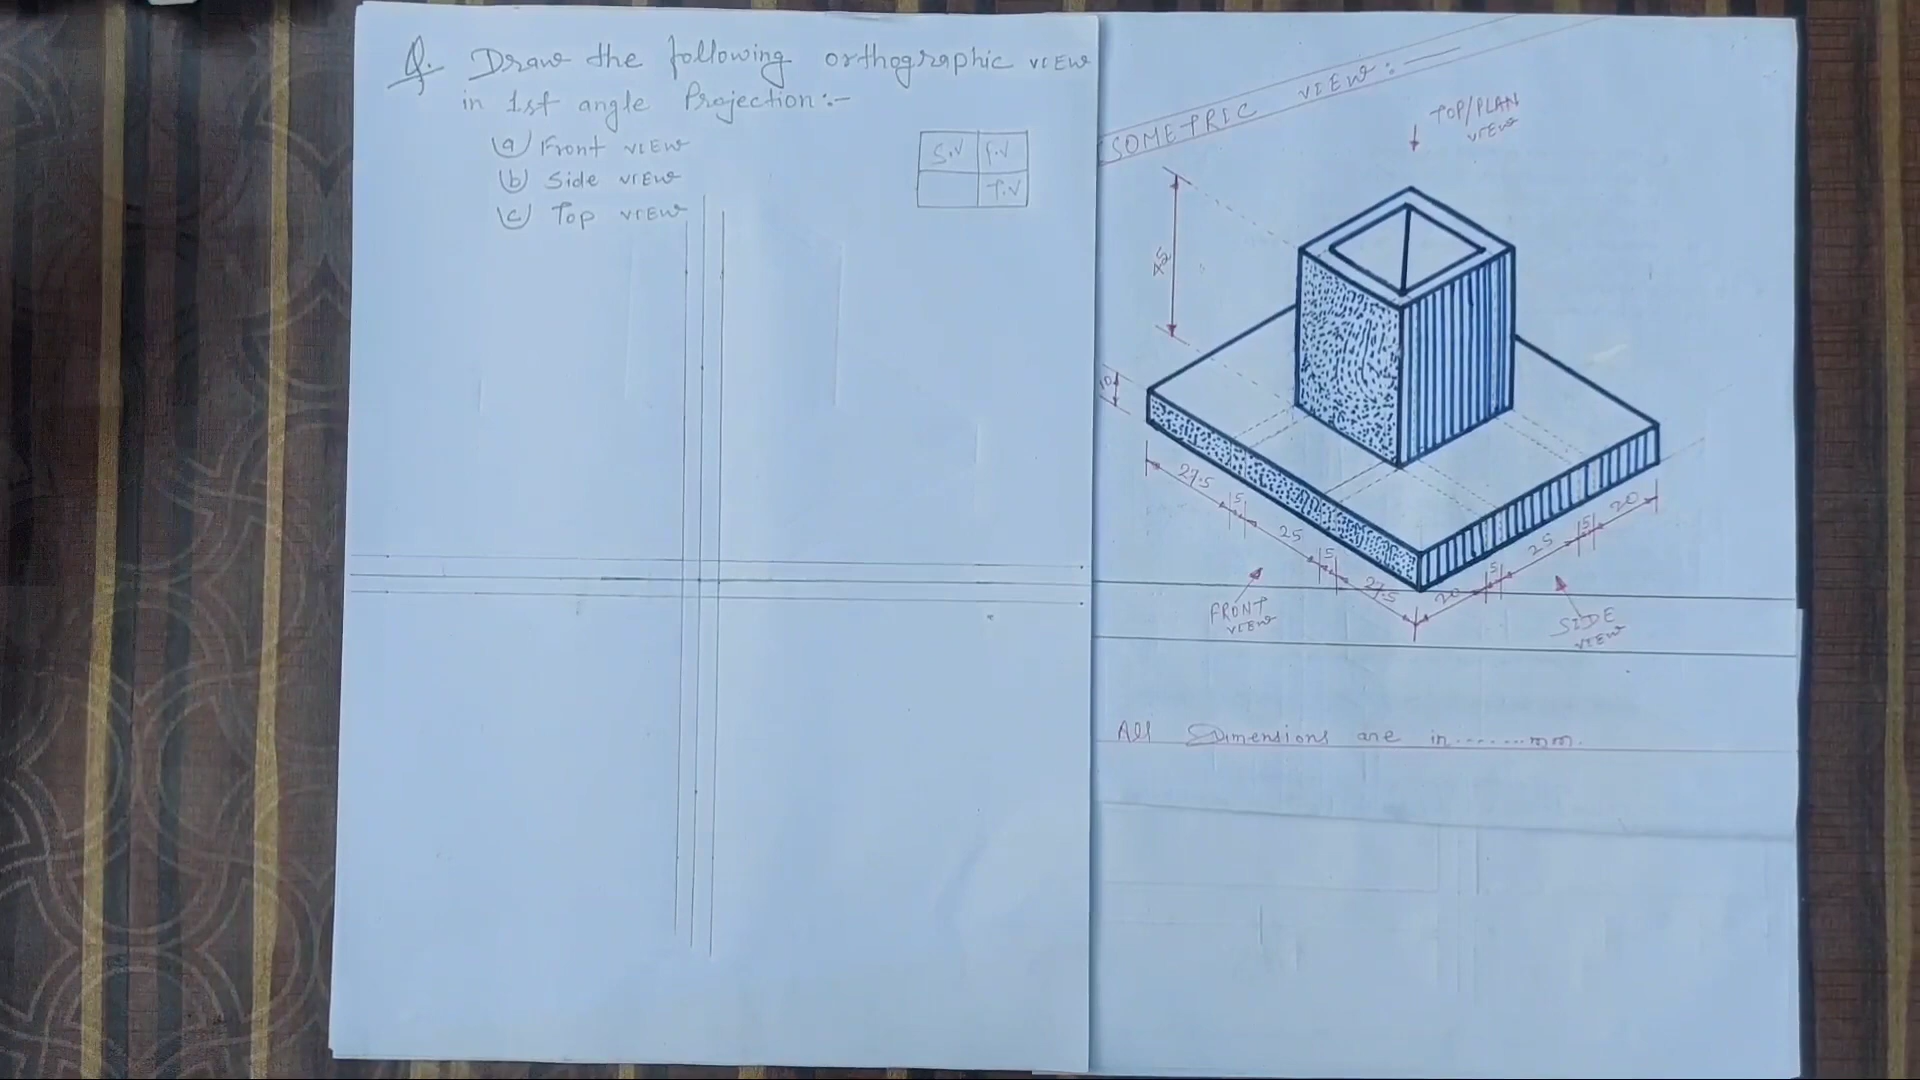 Q. Draw the following orthographic VIEW
in 1st angle Projection:-
(a) Front VIEW
(b) Side VIEW
(c) Top VIEW
S.V F.V
T.V
ISOMETRIC VIEW:-
TOP/PLAN
VIEW
45
10
27.5 5 25 5 27.5
20 5 25 5 20
FRONT
VIEW
SIDE
VIEW
All Dimensions are in.......mm.